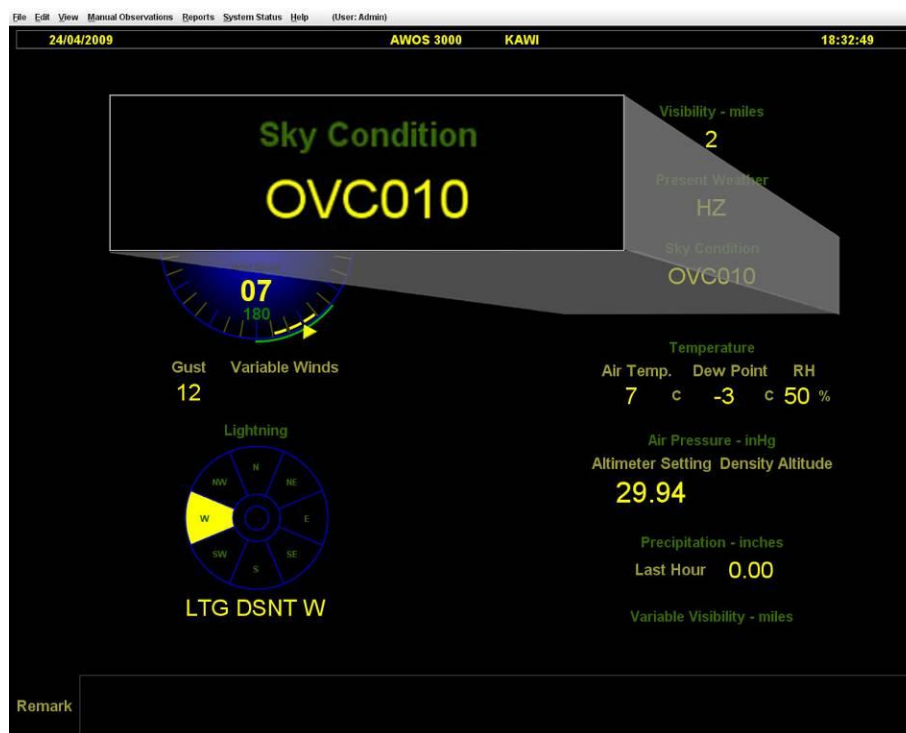 File Edit View Manual Observations Reports System Status Help (User: Admin)
24/04/2009 AWOS 3000 KAWI 18:32:49
Sky Condition
OVC010
Visibility - miles
2
Present Weather
HZ
Sky Condition
OVC010
07
180
Gust Variable Winds
12
Lightning
N
NW NE
W E
SW SE
S
LTG DSNT W
Temperature
Air Temp. Dew Point RH
7 C -3 C 50 %
Air Pressure - inHg
Altimeter Setting Density Altitude
29.94
Precipitation - inches
Last Hour 0.00
Variable Visibility - miles
Remark